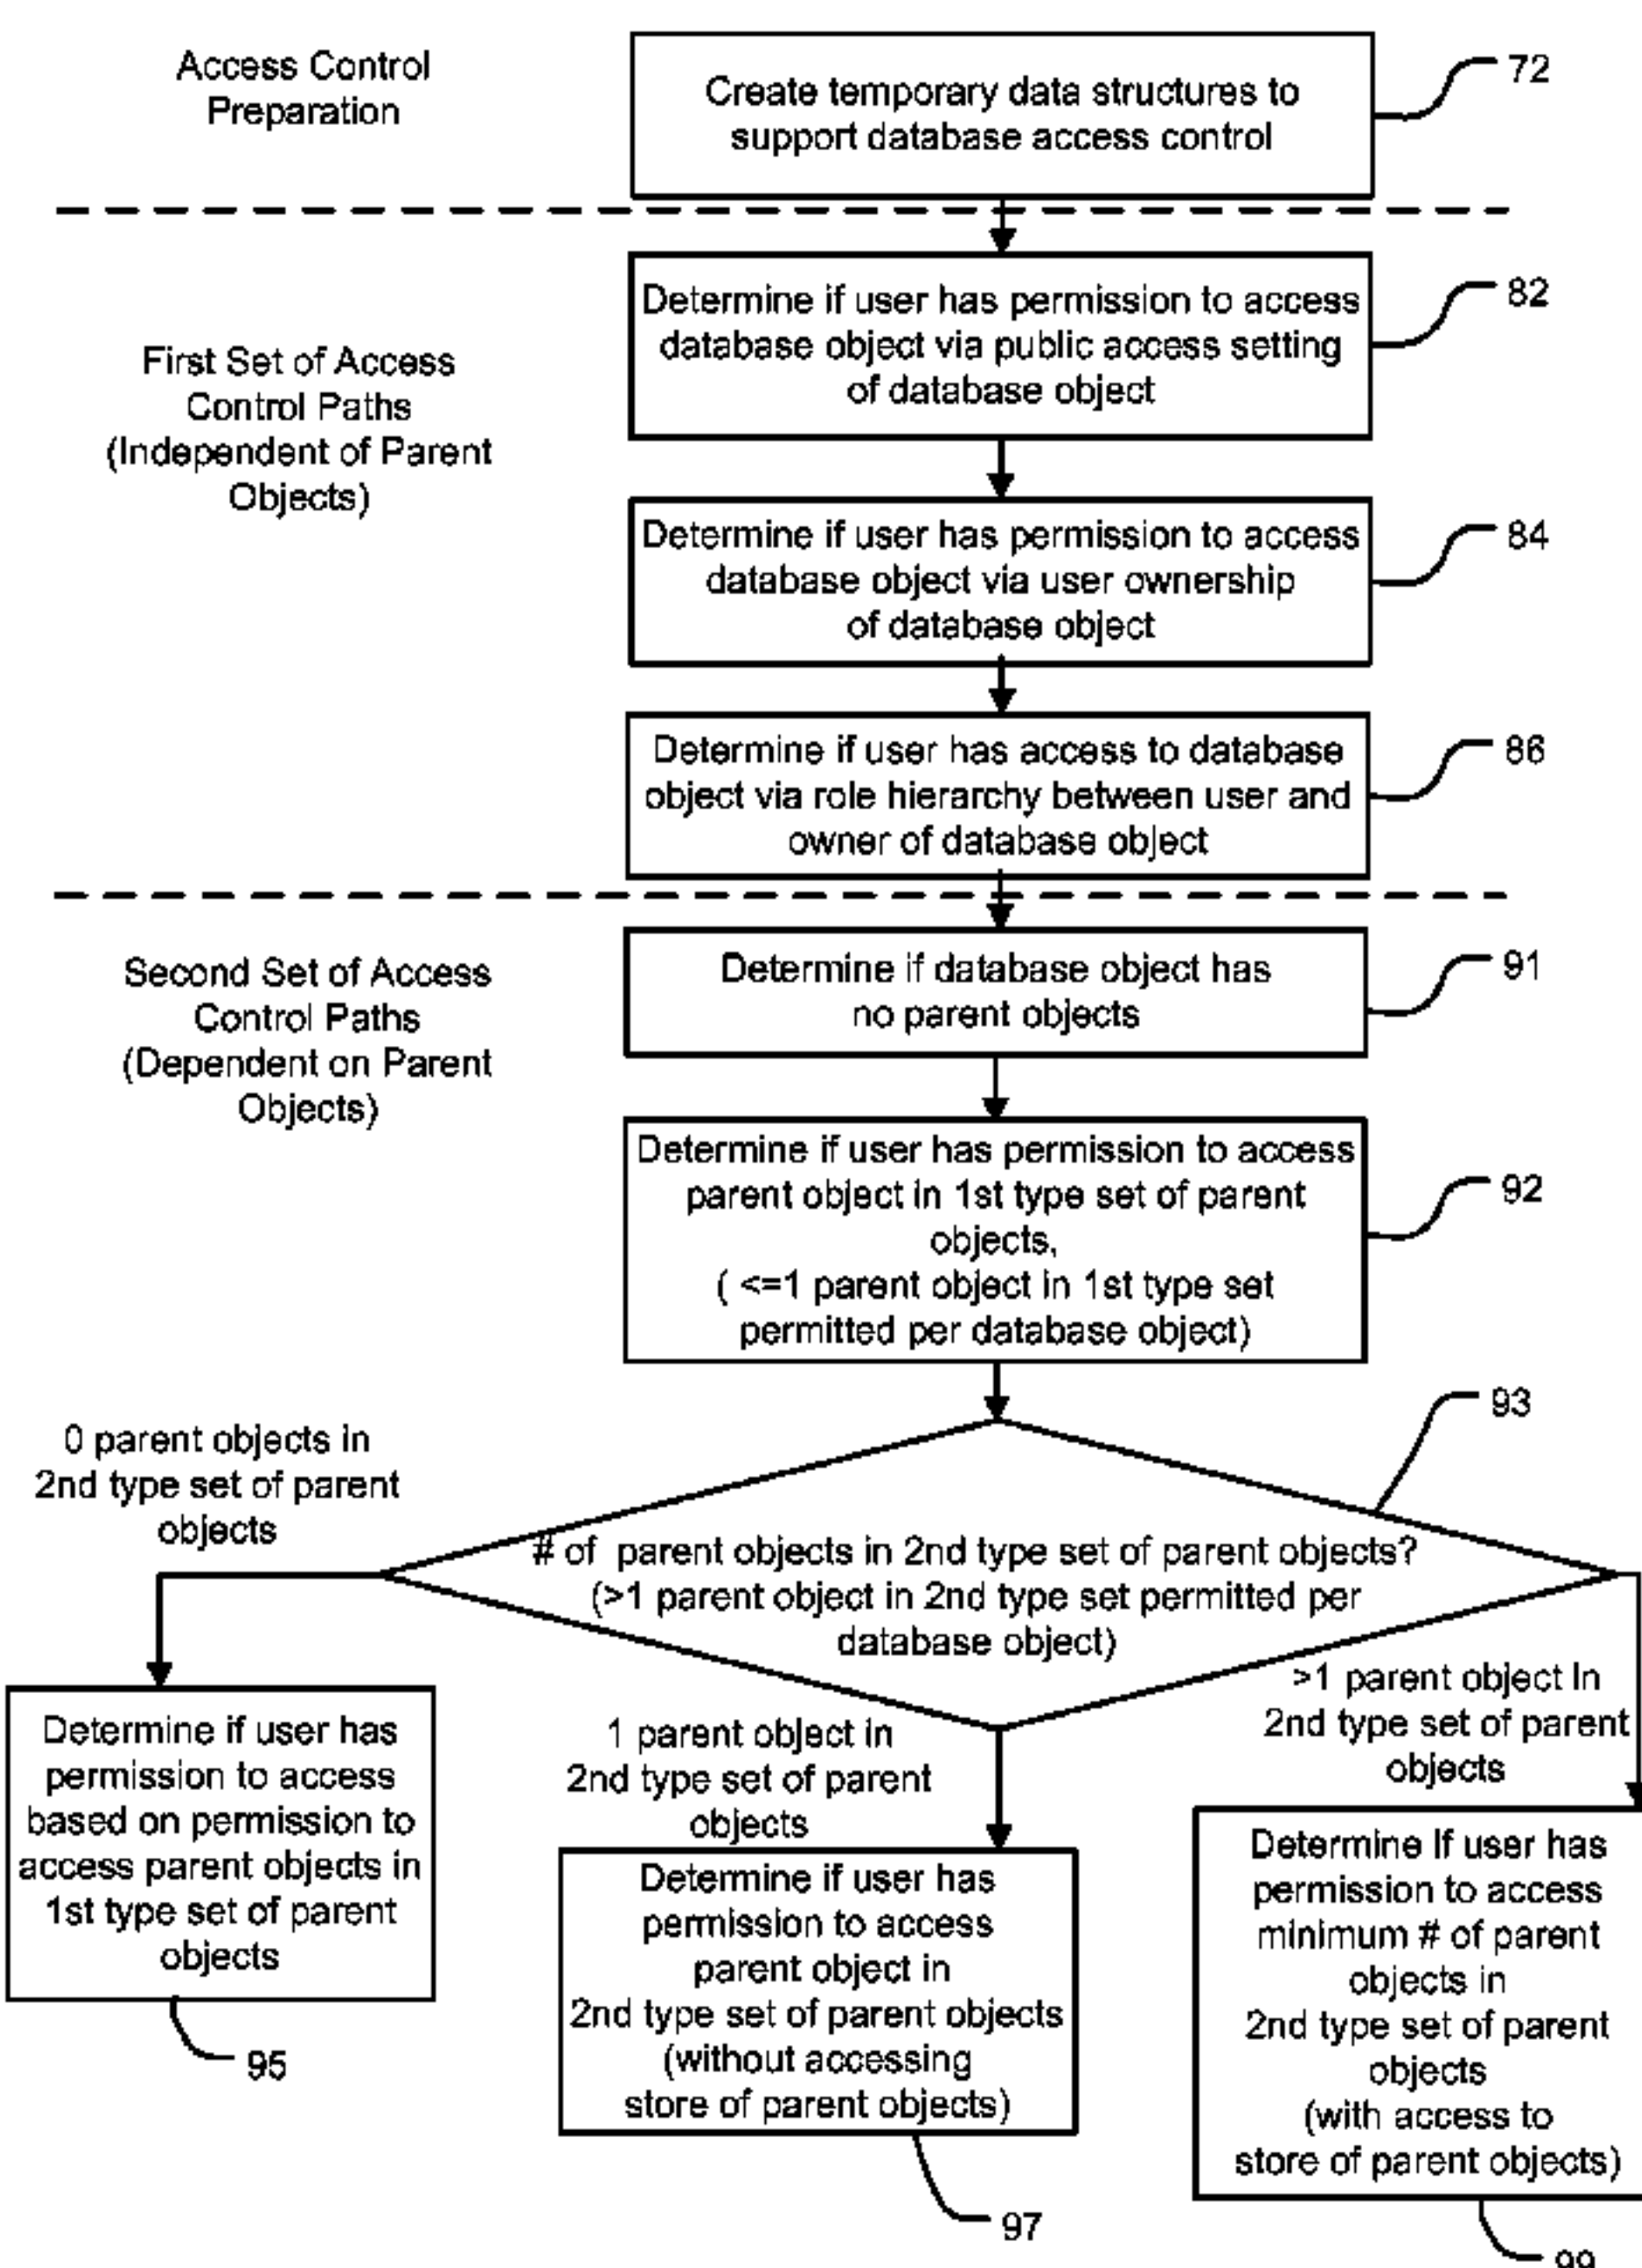 Access Control
Preparation
Create temporary data structures to
support database access control
72
First Set of Access
Control Paths
(Independent of Parent
Objects)
Determine if user has permission to access
database object via public access setting
of database object
82
Determine if user has permission to access
database object via user ownership
of database object
84
Determine if user has access to database
object via role hierarchy between user and
owner of database object
86
Second Set of Access
Control Paths
(Dependent on Parent
Objects)
Determine if database object has
no parent objects
91
Determine if user has permission to access
parent object in 1st type set of parent
objects,
( <=1 parent object in 1st type set
permitted per database object)
92
93
# of parent objects in 2nd type set of parent objects?
(>1 parent object in 2nd type set permitted per
database object)
0 parent objects in
2nd type set of parent
objects
Determine if user has
permission to access
based on permission to
access parent objects in
1st type set of parent
objects
95
1 parent object in
2nd type set of parent
objects
Determine if user has
permission to access
parent object in
2nd type set of parent objects
(without accessing
store of parent objects)
97
>1 parent object in
2nd type set of parent
objects
Determine if user has
permission to access
minimum # of parent
objects in
2nd type set of parent
objects
(with access to
store of parent objects)
99